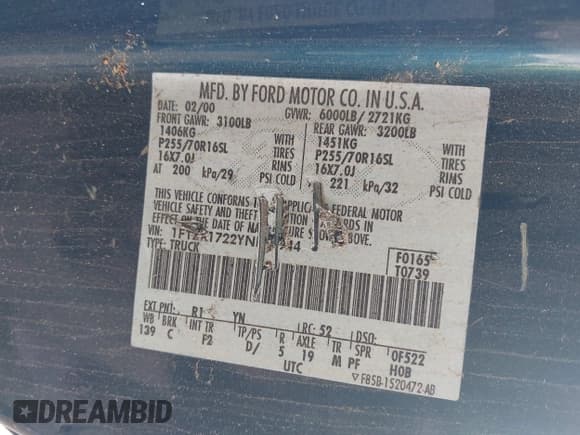 MFD. BY FORD MOTOR CO. IN U.S.A.
DATE: 02/00 GVWR: 6000LB/ 2721KG
FRONT GAWR: 3100LB REAR GAWR: 3200LB
1406KG WITH 1451KG WITH
P255/70R16SL TIRES P255/70R16SL TIRES
16X7.0J RIMS 16X7.0J RIMS
AT 200 kPa/29 PSI COLD 221 kPa/32 PSI COLD
THIS VEHICLE CONFORMS FEDERAL MOTOR
VEHICLE SAFETY AND THEFT STANDARDS IN
EFFECT ON THE DATE OF SHOWN ABOVE.
VIN:
TYPE: TRUCK
F0165
T0739
EXT PNT: RC: 52 DSO:
WB BRK INT TR TP/PS R AXLE TR SPR 0F522
139 C F2 D/ 5 19 M PF HOB
UTC
F85B-1520472-AB
DREAMBID